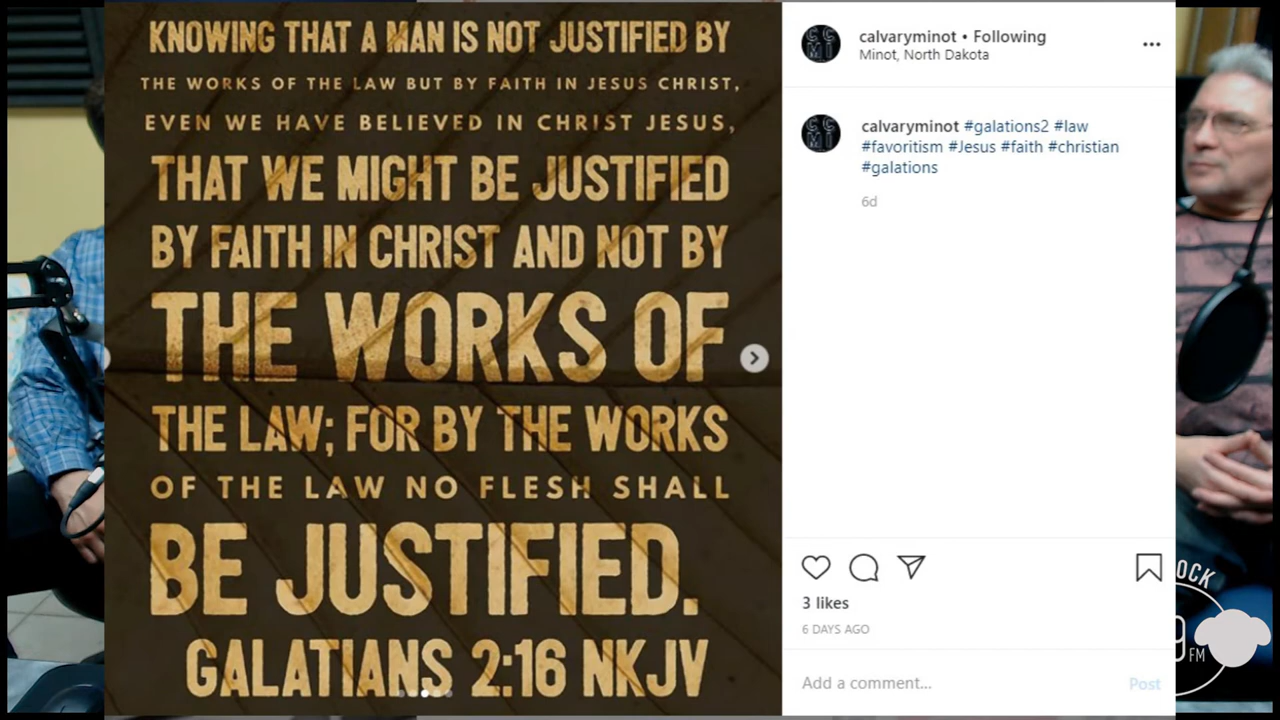 KNOWING THAT A MAN IS NOT JUSTIFIED BY
THE WORKS OF THE LAW BUT BY FAITH IN JESUS CHRIST,
EVEN WE HAVE BELIEVED IN CHRIST JESUS,
THAT WE MIGHT BE JUSTIFIED
BY FAITH IN CHRIST AND NOT BY
THE WORKS OF
THE LAW; FOR BY THE WORKS
OF THE LAW NO FLESH SHALL
BE JUSTIFIED.
GALATIANS 2:16 NKJV
calvaryminot • Following
Minot, North Dakota
CC
MI
calvaryminot #galations2 #law
#favoritism #Jesus #faith #christian
#galations
6d
3 likes
6 DAYS AGO
Add a comment...
Post
OCK
9
FM